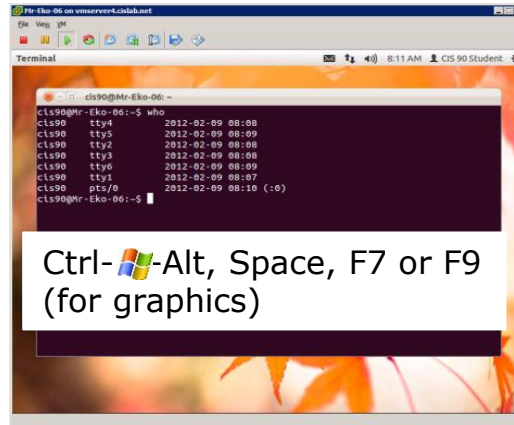 Mr-Eko-06 on vmserver4.cislab.net
File View VM
Terminal 8:11 AM CIS 90 Student
cis90@Mr-Eko-06: ~
cis90@Mr-Eko-06:~$ who
cis90 tty4 2012-02-09 08:08
cis90 tty5 2012-02-09 08:09
cis90 tty2 2012-02-09 08:08
cis90 tty3 2012-02-09 08:08
cis90 tty6 2012-02-09 08:09
cis90 tty1 2012-02-09 08:07
cis90 pts/0 2012-02-09 08:10 (:0)
cis90@Mr-Eko-06:~$
Ctrl- -Alt, Space, F7 or F9
(for graphics)